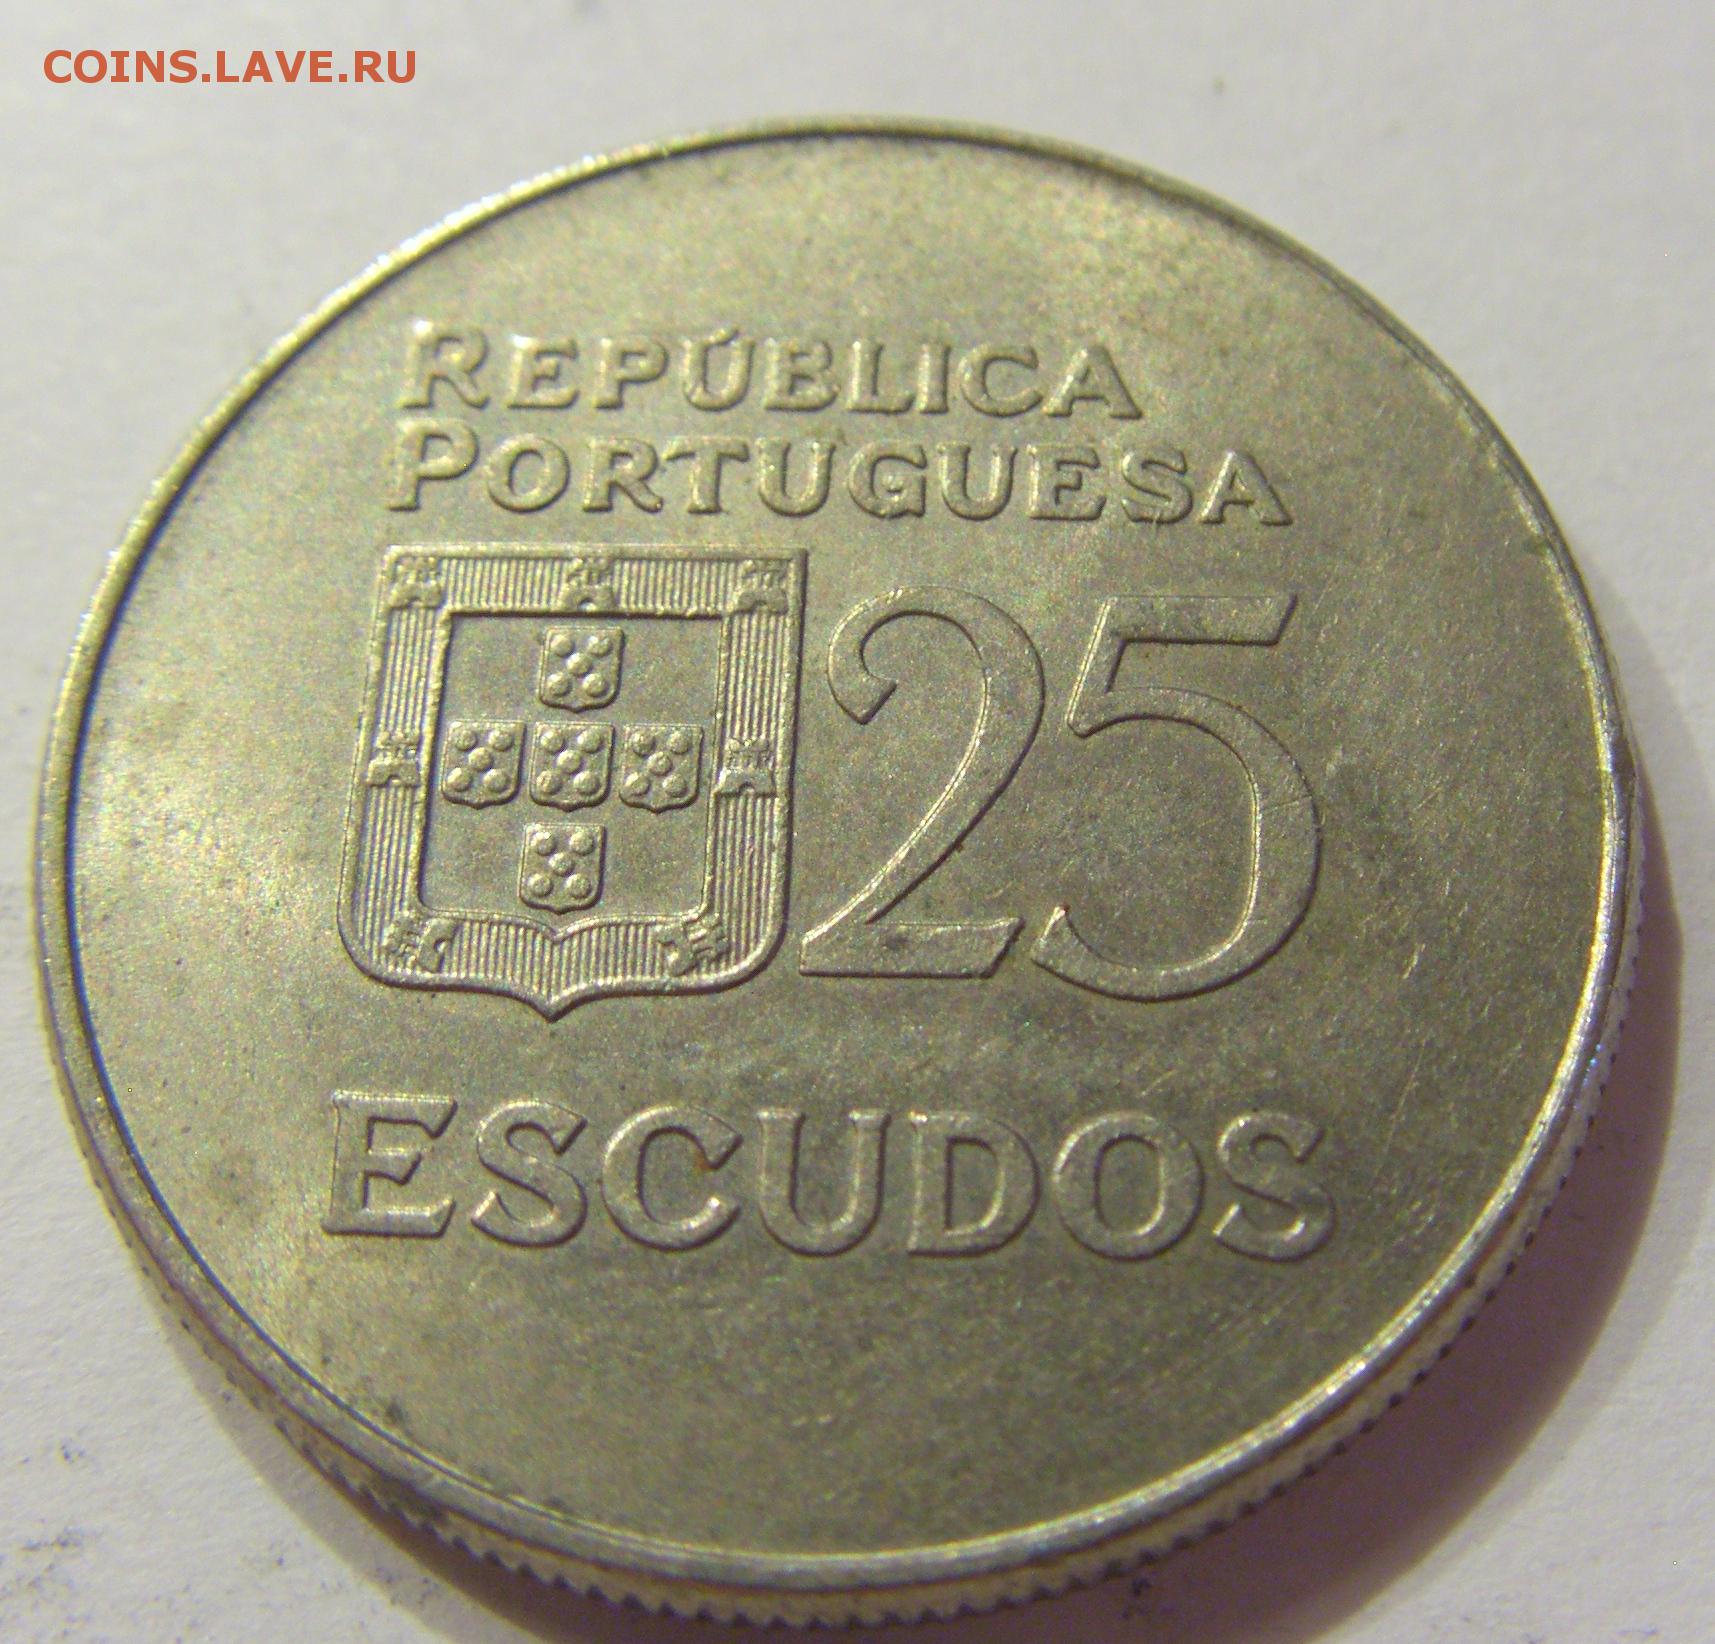 COINS.LAVE.RU
REPÚBLICA
PORTUGUESA
25
ESCUDOS